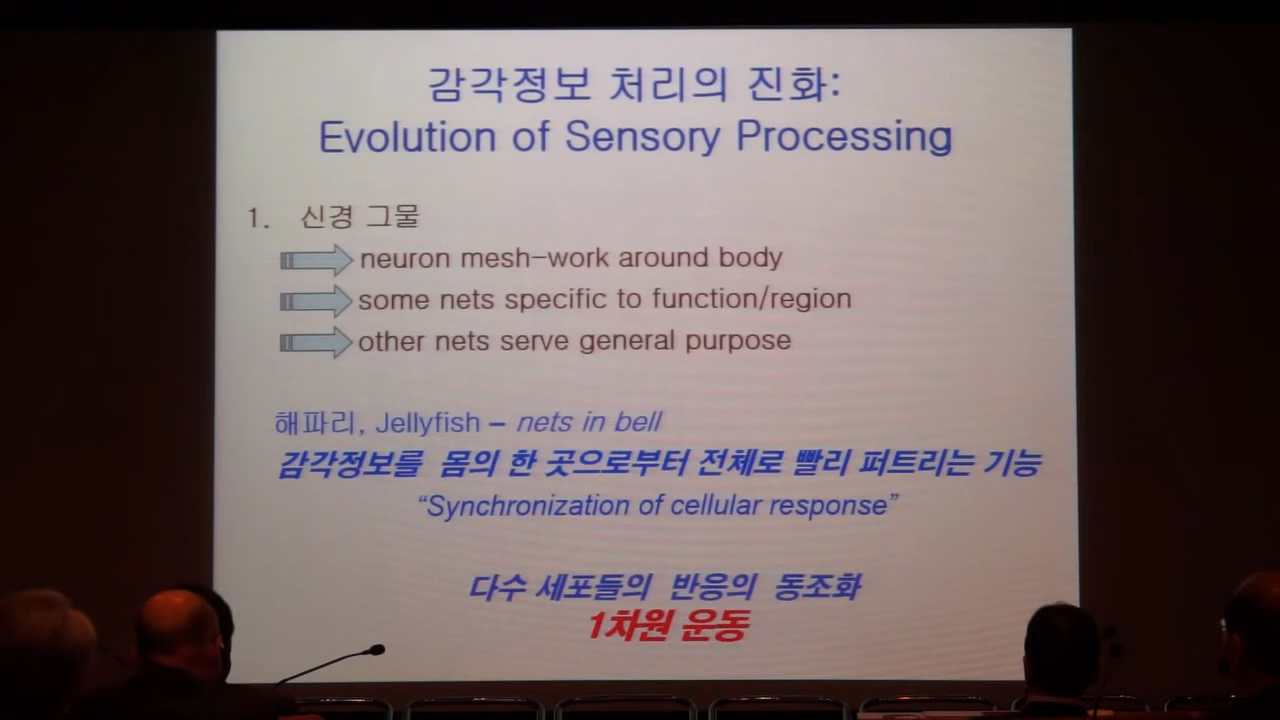 감각정보 처리의 진화:
Evolution of Sensory Processing
1. 신경 그물
neuron mesh-work around body
some nets specific to function/region
other nets serve general purpose
해파리, Jellyfish – nets in bell
감각정보를 몸의 한 곳으로부터 전체로 빨리 퍼트리는 기능
“Synchronization of cellular response”
다수 세포들의 반응의 동조화
1차원 운동